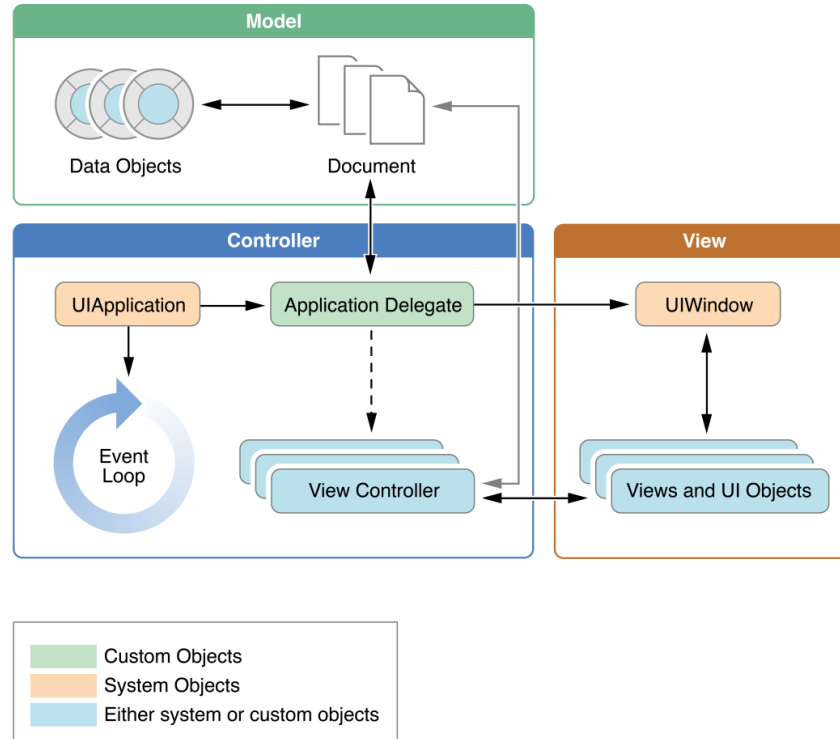 Model
Data Objects
Document
Controller
View
UIApplication
Application Delegate
UIWindow
Event
Loop
View Controller
Views and UI Objects
Custom Objects
System Objects
Either system or custom objects